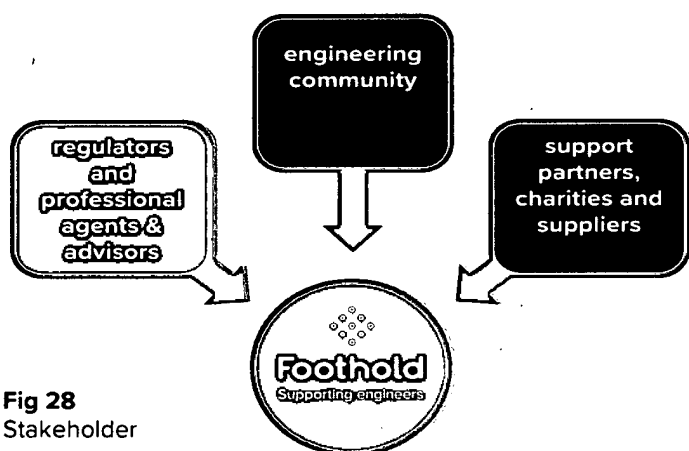 engineering
community
regulators
and
professional
agents &
advisors
support
partners,
charities and
suppliers
Foothold
Supporting engineers
Fig 28
Stakeholder